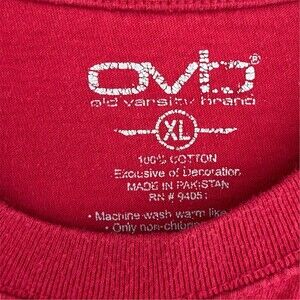 ovb®
old varsity brand
XL
100% COTTON
Exclusive of Decoration
MADE IN PAKISTAN
RN # 9405
• Machine wash warm like
• Only non-chlorin